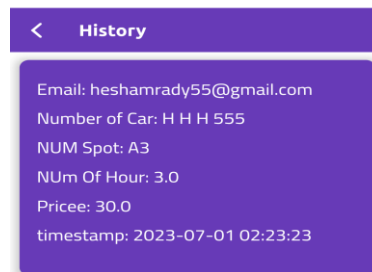 History
Email: heshamrady55@gmail.com
Number of Car: H H H 555
NUM Spot: A3
NUm Of Hour: 3.0
Pricee: 30.0
timestamp: 2023-07-01 02:23:23